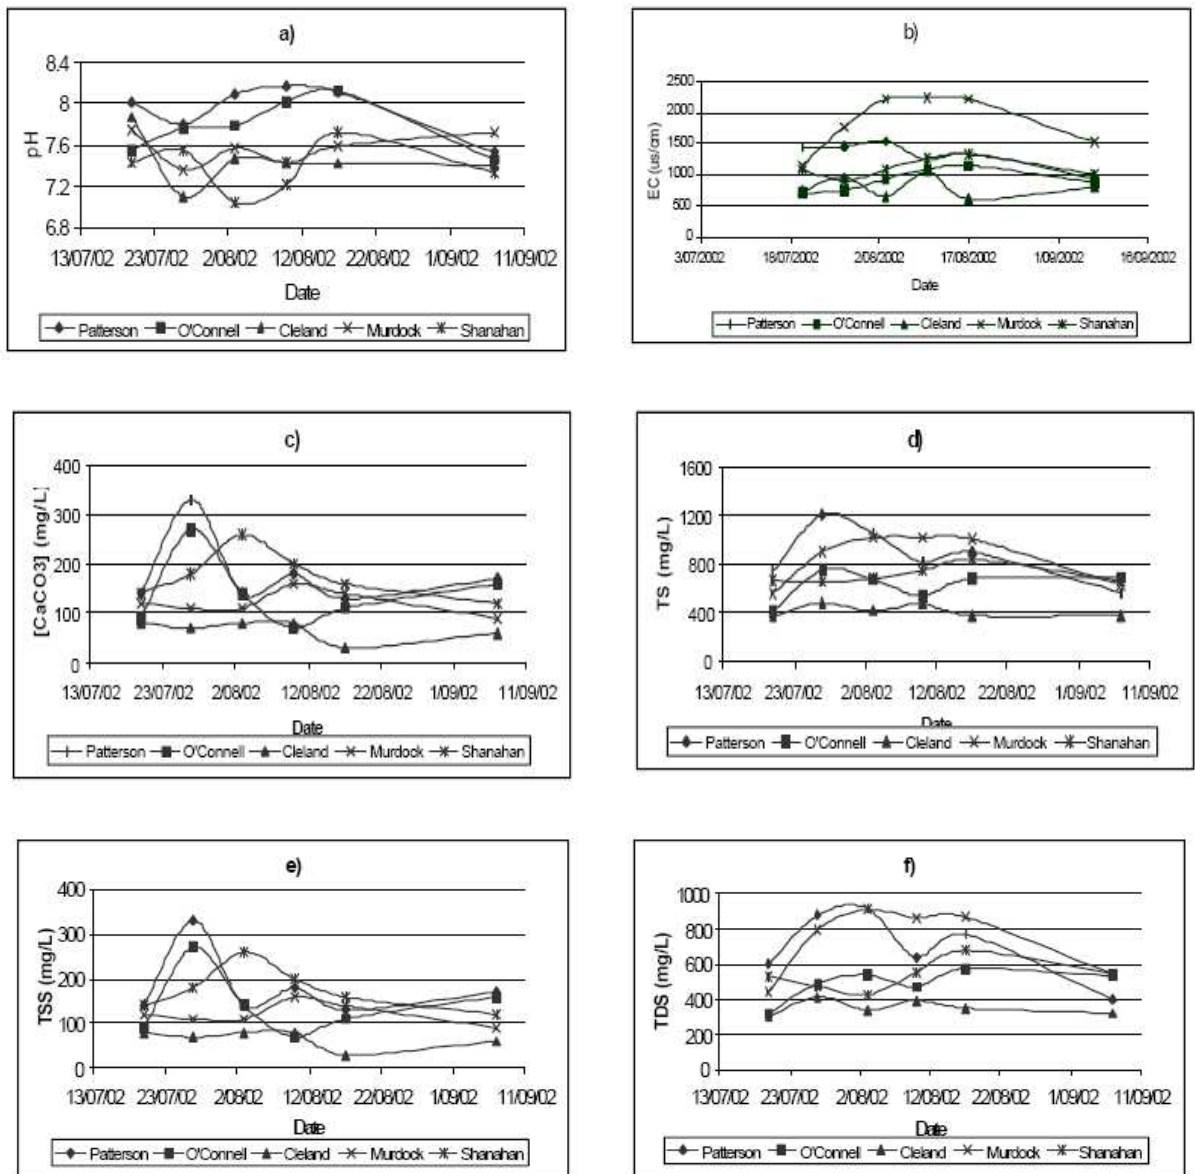 a)
pH
8.4
8
7.6
7.2
6.8
13/07/02 23/07/02 2/08/02 12/08/02 22/08/02 1/09/02 11/09/02
Date
Patterson O'Connell Cleland Murdock Shanahan
b)
EC (us/cm)
2500
2000
1500
1000
500
0
3/07/2002 18/07/2002 2/08/2002 17/08/2002 1/09/2002 16/09/2002
Date
Patterson O'Connell Cleland Murdock Shanahan
c)
[CaCO3] (mg/L)
400
300
200
100
0
13/07/02 23/07/02 2/08/02 12/08/02 22/08/02 1/09/02 11/09/02
Date
Patterson O'Connell Cleland Murdock Shanahan
d)
TS (mg/L)
1600
1200
800
400
0
13/07/02 23/07/02 2/08/02 12/08/02 22/08/02 1/09/02 11/09/02
Date
Patterson O'Connell Cleland Murdock Shanahan
e)
TSS (mg/L)
400
300
200
100
0
13/07/02 23/07/02 2/08/02 12/08/02 22/08/02 1/09/02 11/09/02
Date
Patterson O'Connell Cleland Murdock Shanahan
f)
TDS (mg/L)
1000
800
600
400
200
0
13/07/02 23/07/02 2/08/02 12/08/02 22/08/02 1/09/02 11/09/02
Date
Patterson O'Connell Cleland Murdock Shanahan